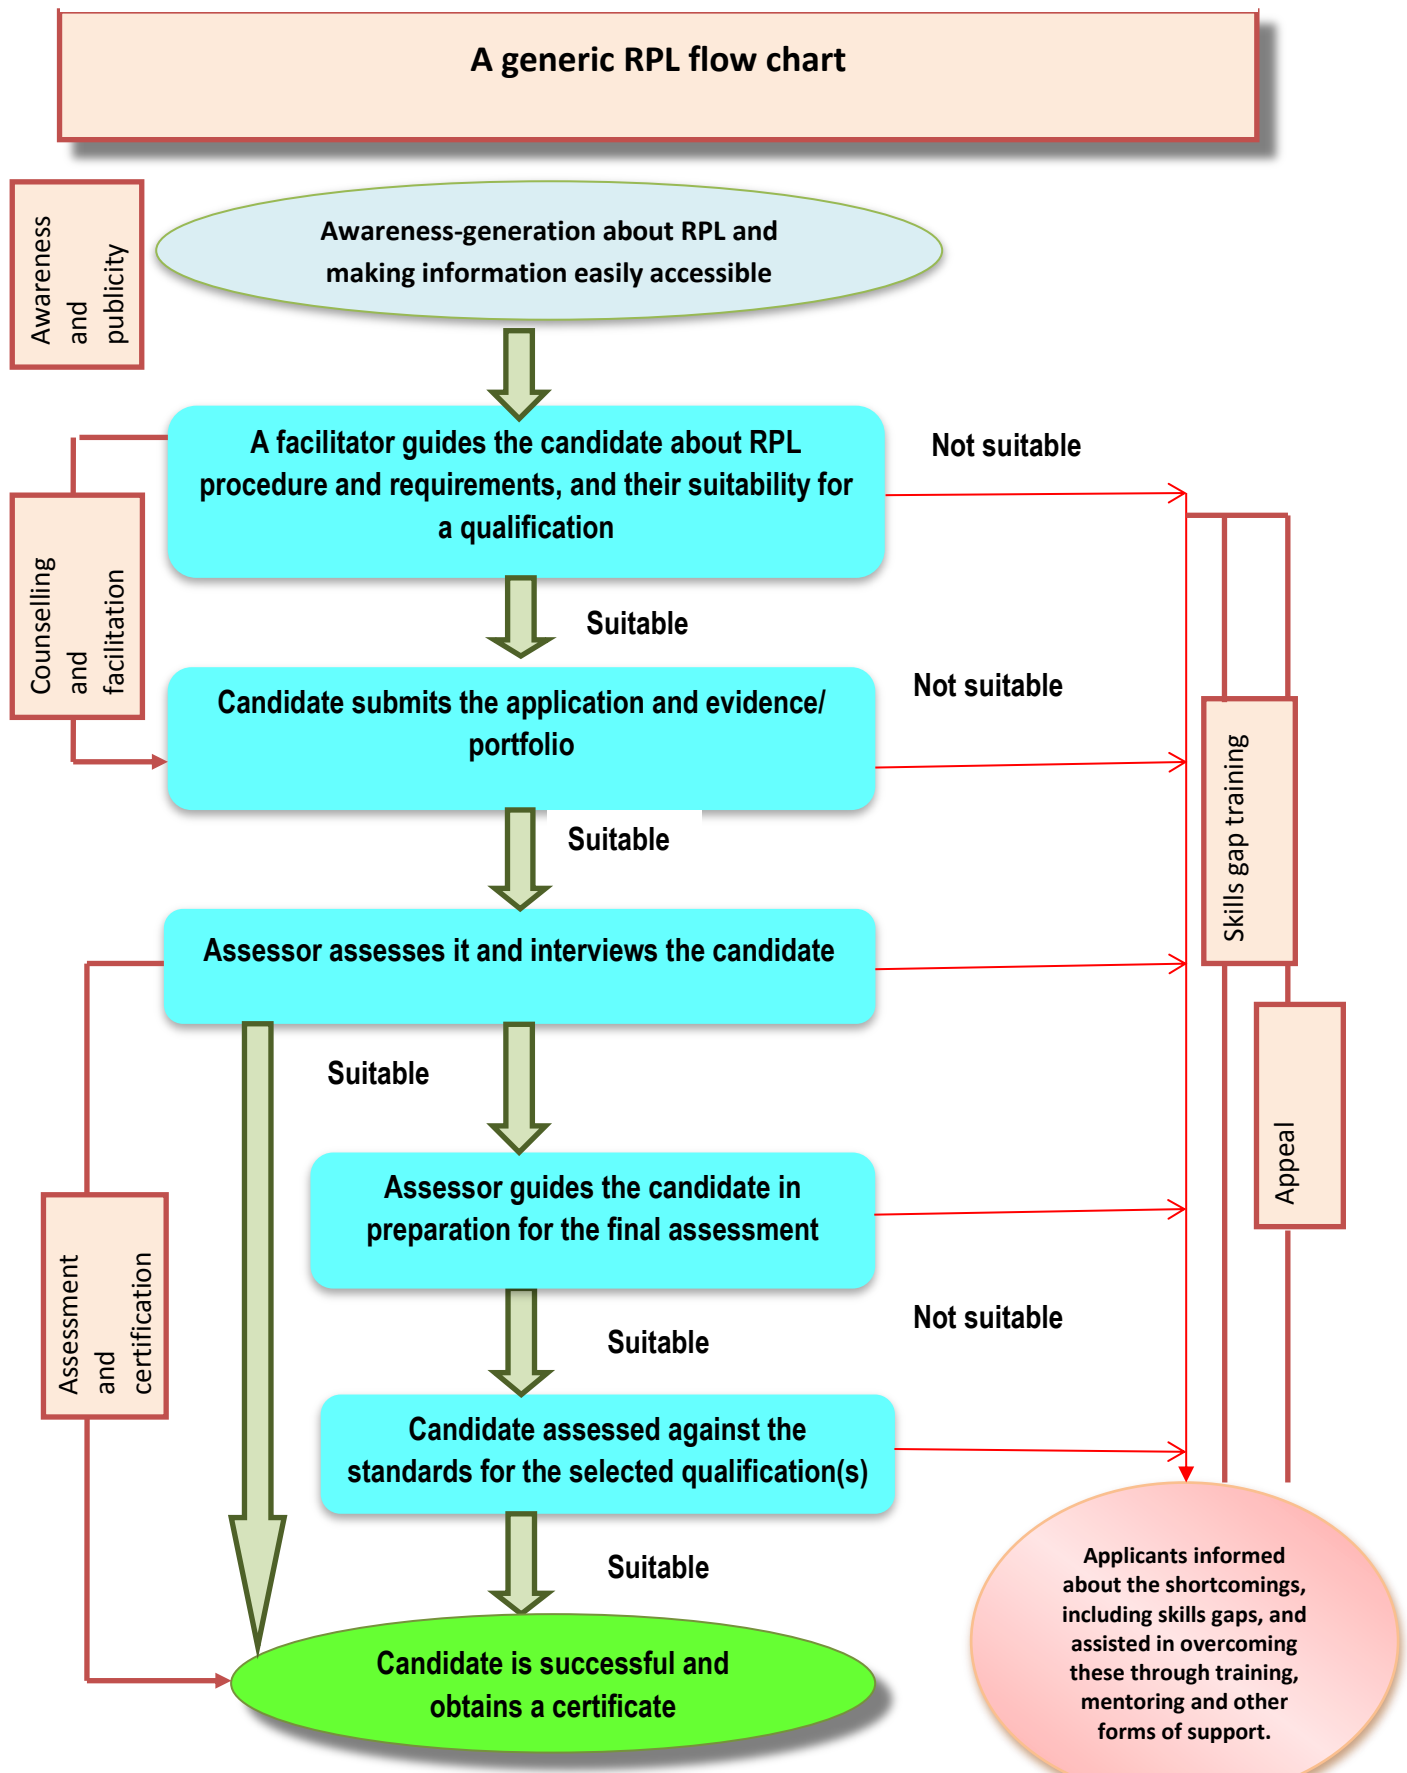 A generic RPL flow chart
Awareness
and
publicity
Awareness-generation about RPL and
making information easily accessible
A facilitator guides the candidate about RPL
procedure and requirements, and their suitability for
a qualification
Not suitable
Counselling
and
facilitation
Suitable
Candidate submits the application and evidence/
portfolio
Not suitable
Skills gap training
Suitable
Assessor assesses it and interviews the candidate
Suitable
Appeal
Assessor guides the candidate in
preparation for the final assessment
Assessment
and
certification
Not suitable
Suitable
Candidate assessed against the
standards for the selected qualification(s)
Suitable
Applicants informed
about the shortcomings,
including skills gaps, and
assisted in overcoming
these through training,
mentoring and other
forms of support.
Candidate is successful and
obtains a certificate